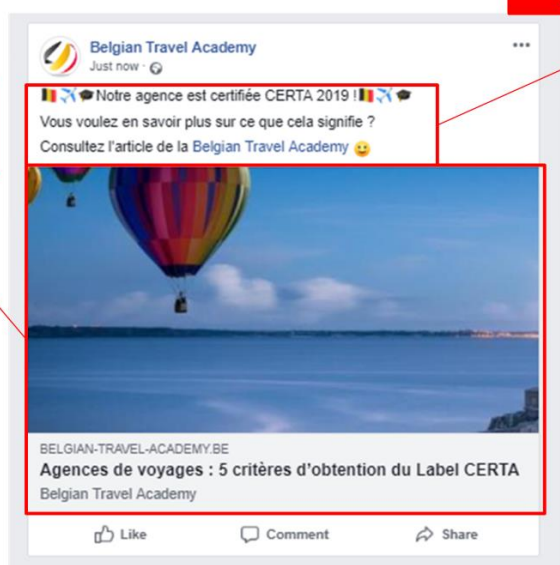 Belgian Travel Academy
Just now ·
🇧🇪✈️🎓Notre agence est certifiée CERTA 2019 !🇧🇪✈️🎓
Vous voulez en savoir plus sur ce que cela signifie ?
Consultez l'article de la Belgian Travel Academy 😀
BELGIAN-TRAVEL-ACADEMY.BE
Agences de voyages : 5 critères d'obtention du Label CERTA
Belgian Travel Academy
Like Comment Share